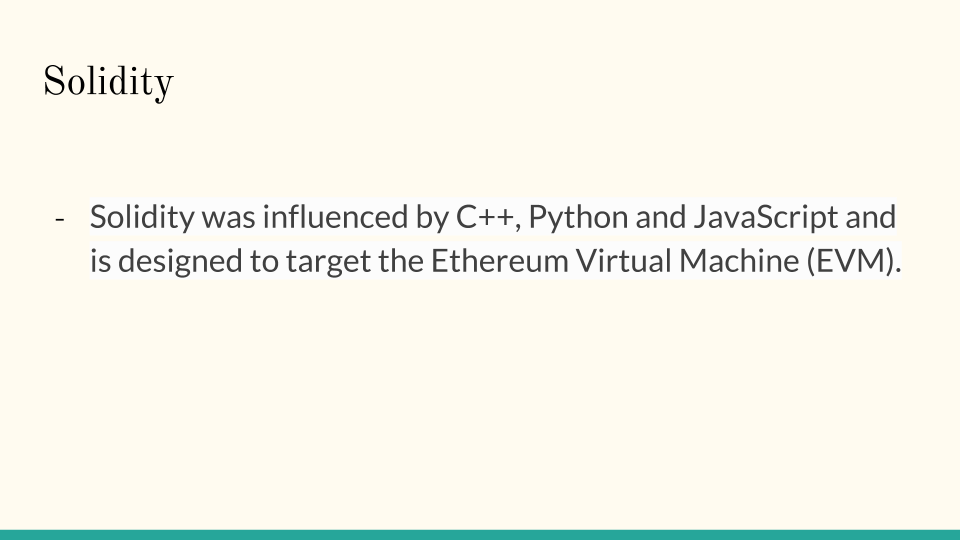 Solidity
- Solidity was influenced by C++, Python and JavaScript and
is designed to target the Ethereum Virtual Machine (EVM).